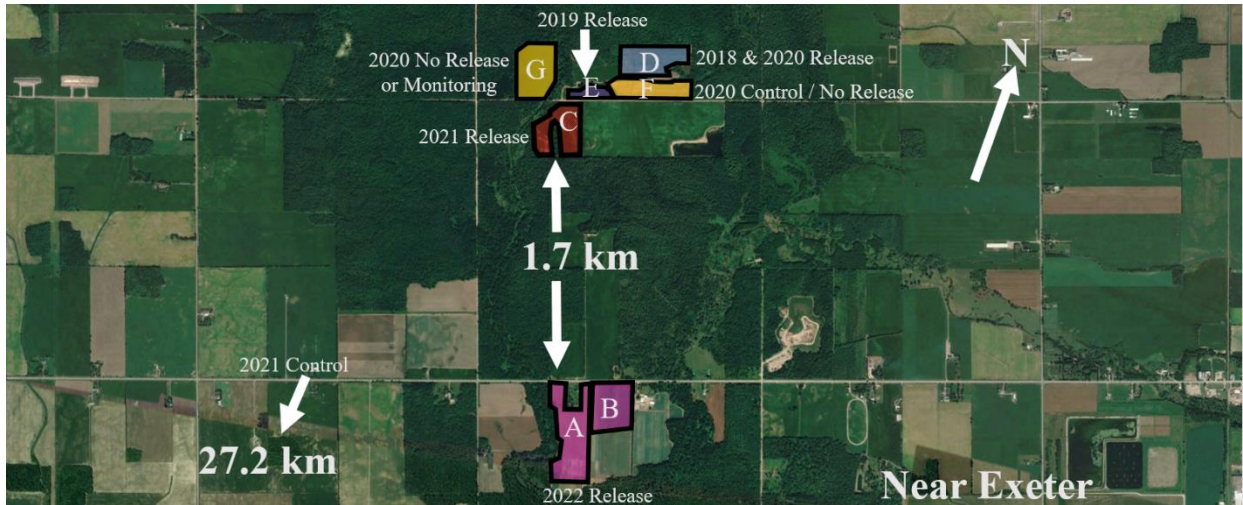 2019 Release
2020 No Release
or Monitoring
G
D
2018 & 2020 Release
N
E
F
2020 Control / No Release
2021 Release
C
1.7 km
2021 Control
27.2 km
A
B
2022 Release
Near Exeter